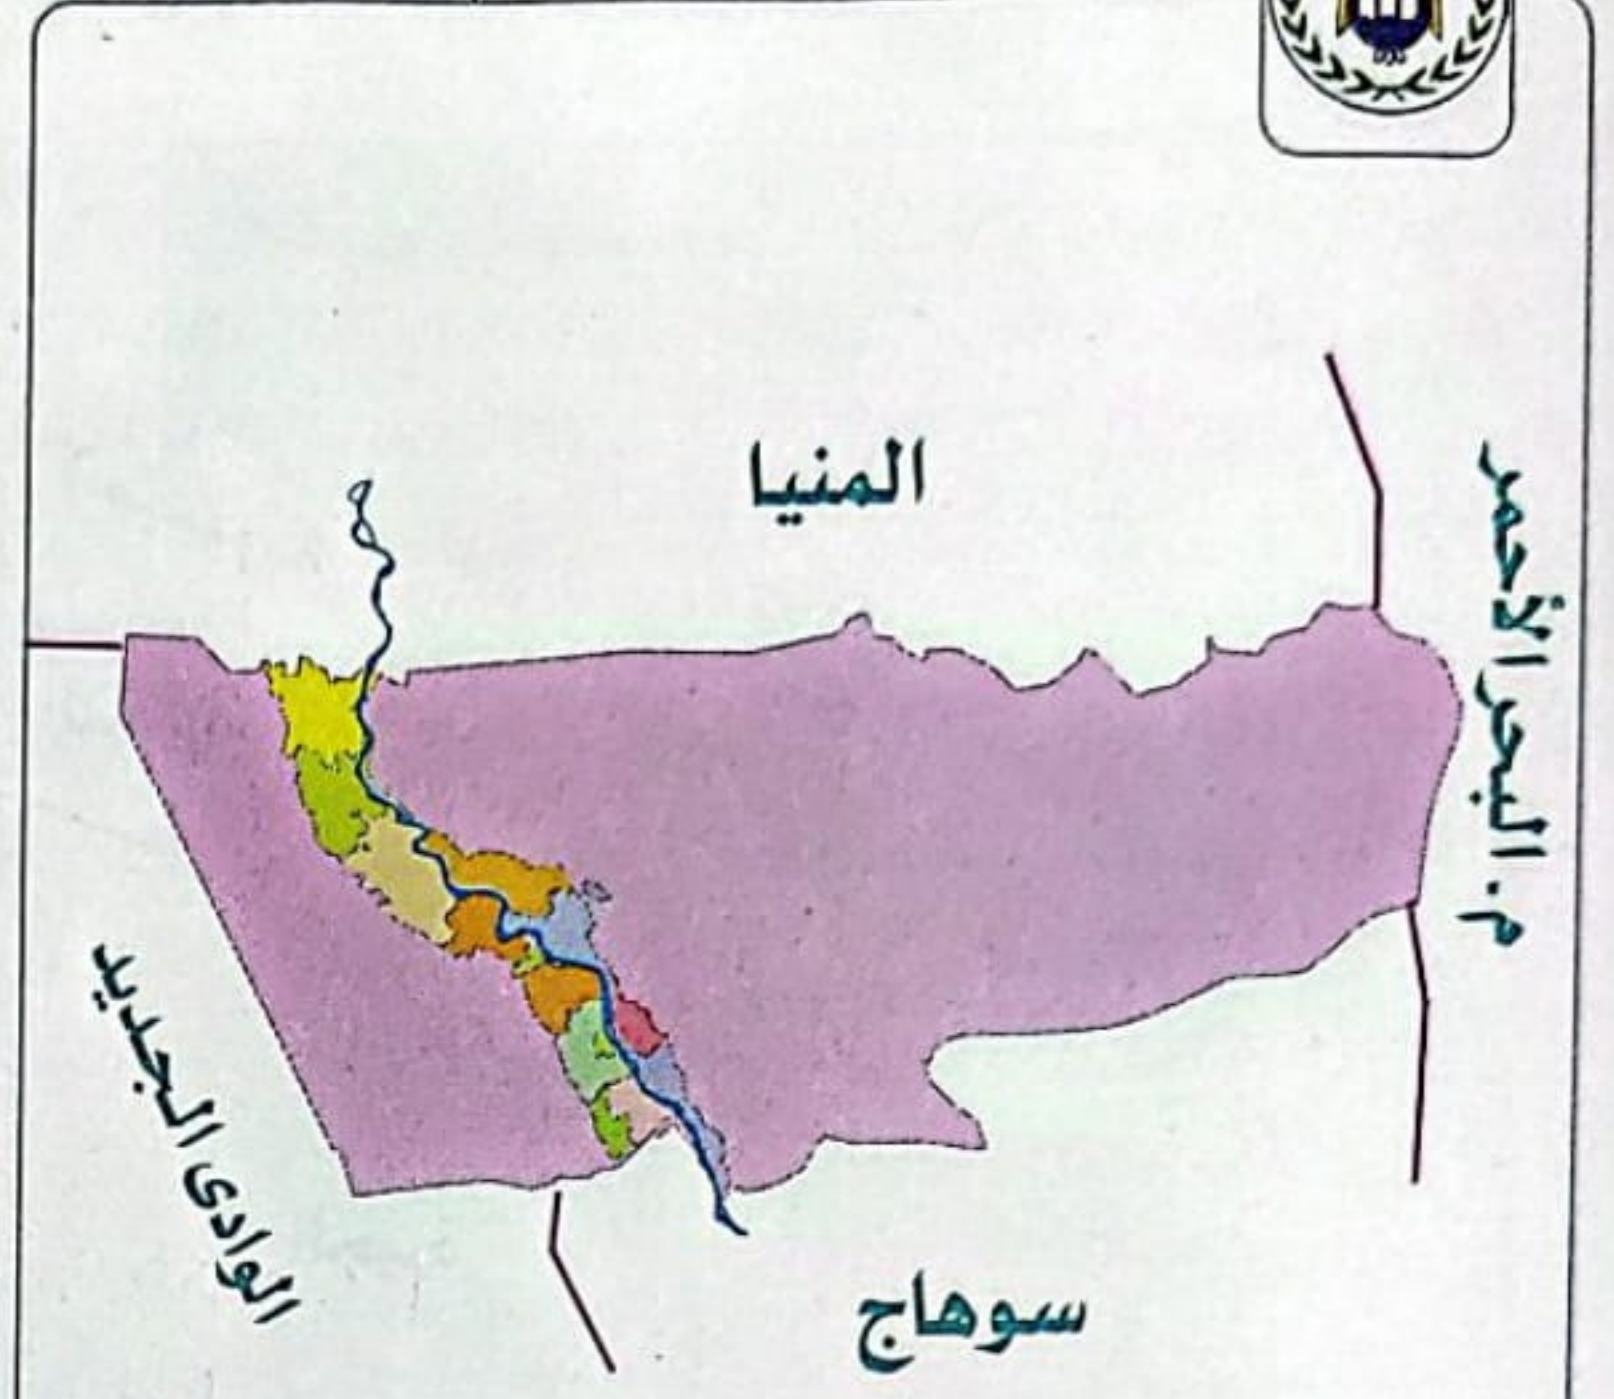 المنيا
م. البحر الأحمر
الوادى الجديد
سوهاج